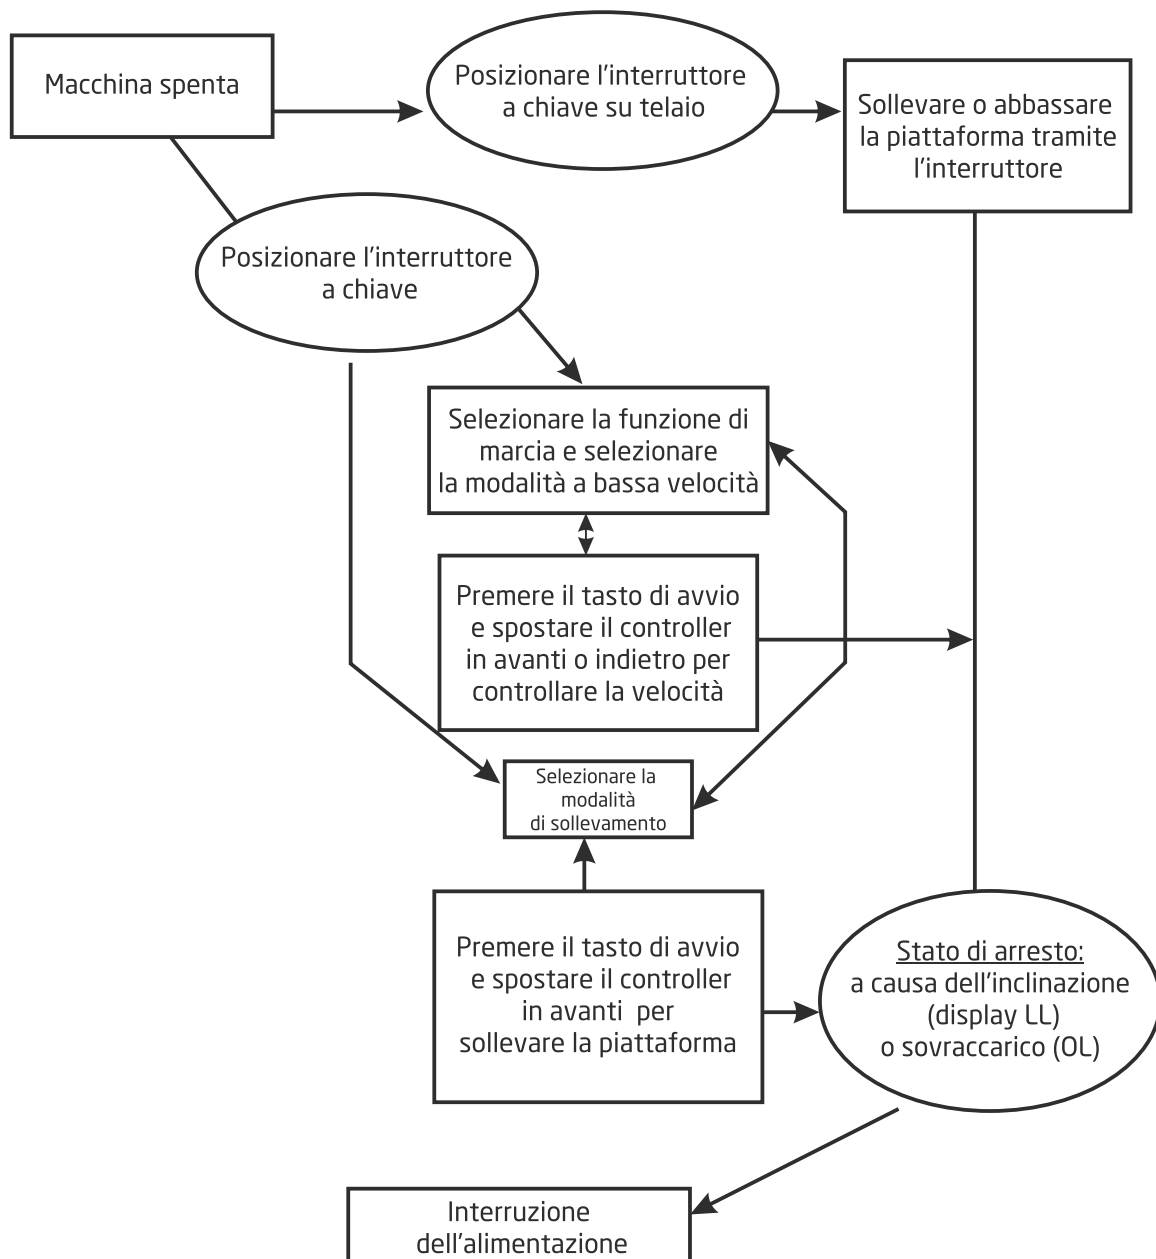 Macchina spenta
Posizionare l'interruttore
a chiave su telaio
Sollevare o abbassare
la piattaforma tramite
l'interruttore
Posizionare l'interruttore
a chiave
Selezionare la funzione di
marcia e selezionare
la modalità a bassa velocità
Premere il tasto di avvio
e spostare il controller
in avanti o indietro per
controllare la velocità
Selezionare la
modalità
di sollevamento
Premere il tasto di avvio
e spostare il controller
in avanti per
sollevare la piattaforma
Stato di arresto:
a causa dell'inclinazione
(display LL)
o sovraccarico (OL)
Interruzione
dell'alimentazione